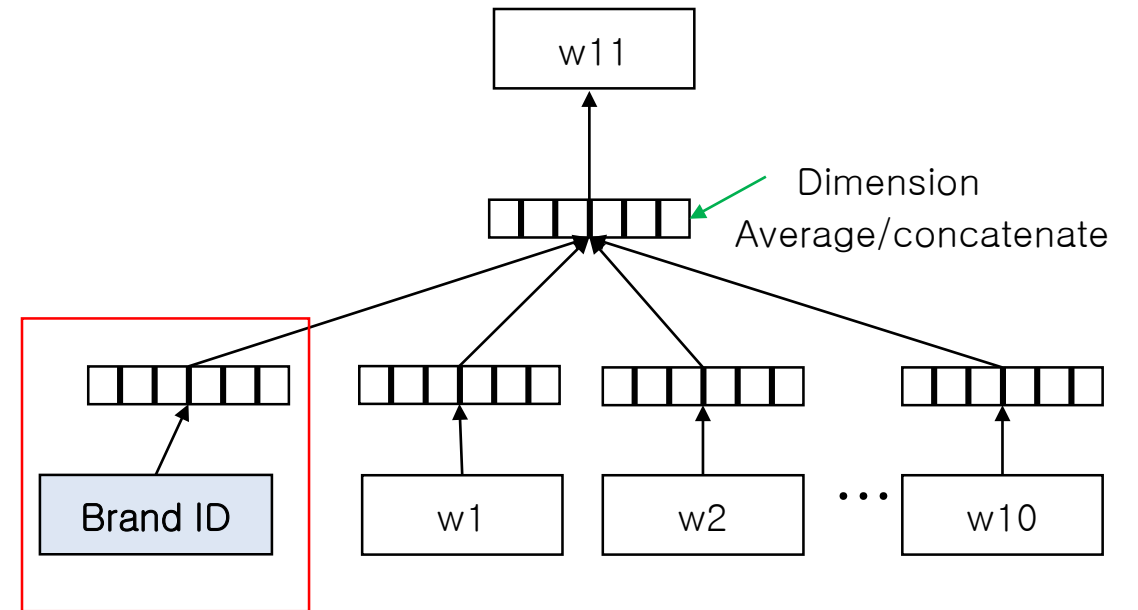 w11
Dimension
Average/concatenate
Brand ID
w1
w2
...
w10